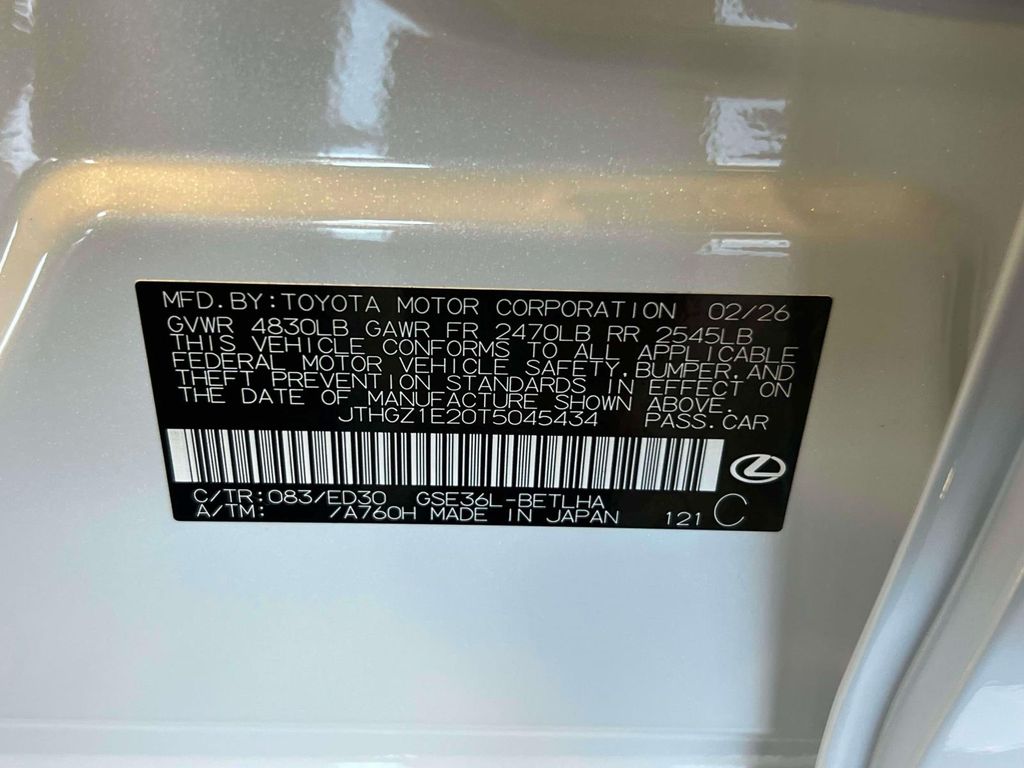 MFD.BY:TOYOTA MOTOR CORPORATION 02/26
GVWR 4830LB GAWR FR 2470LB RR 2545LB
THIS VEHICLE CONFORMS TO ALL APPLICABLE
FEDERAL MOTOR VEHICLE SAFETY,BUMPER,AND
THEFT PREVENTION STANDARDS IN EFFECT ON
THE DATE OF MANUFACTURE SHOWN ABOVE.
JTHGZ1E20T5045434 PASS.CAR
C/TR:083/ED30 GSE36L-BETLHA
A/TM: /A760H MADE IN JAPAN 121 C